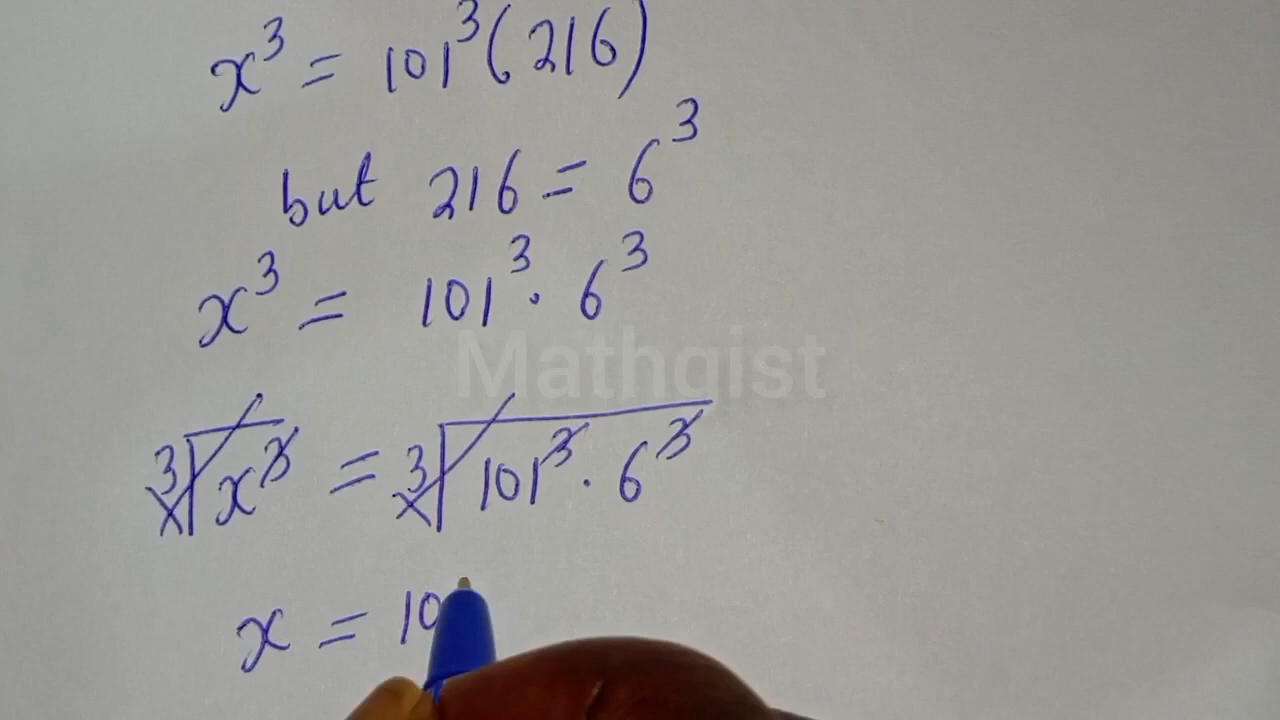 x³ = 101³(216)
but 216 = 6³
x³ = 101³ · 6³
Mathgist
∛x³ = ∛101³ · 6³
x = 10